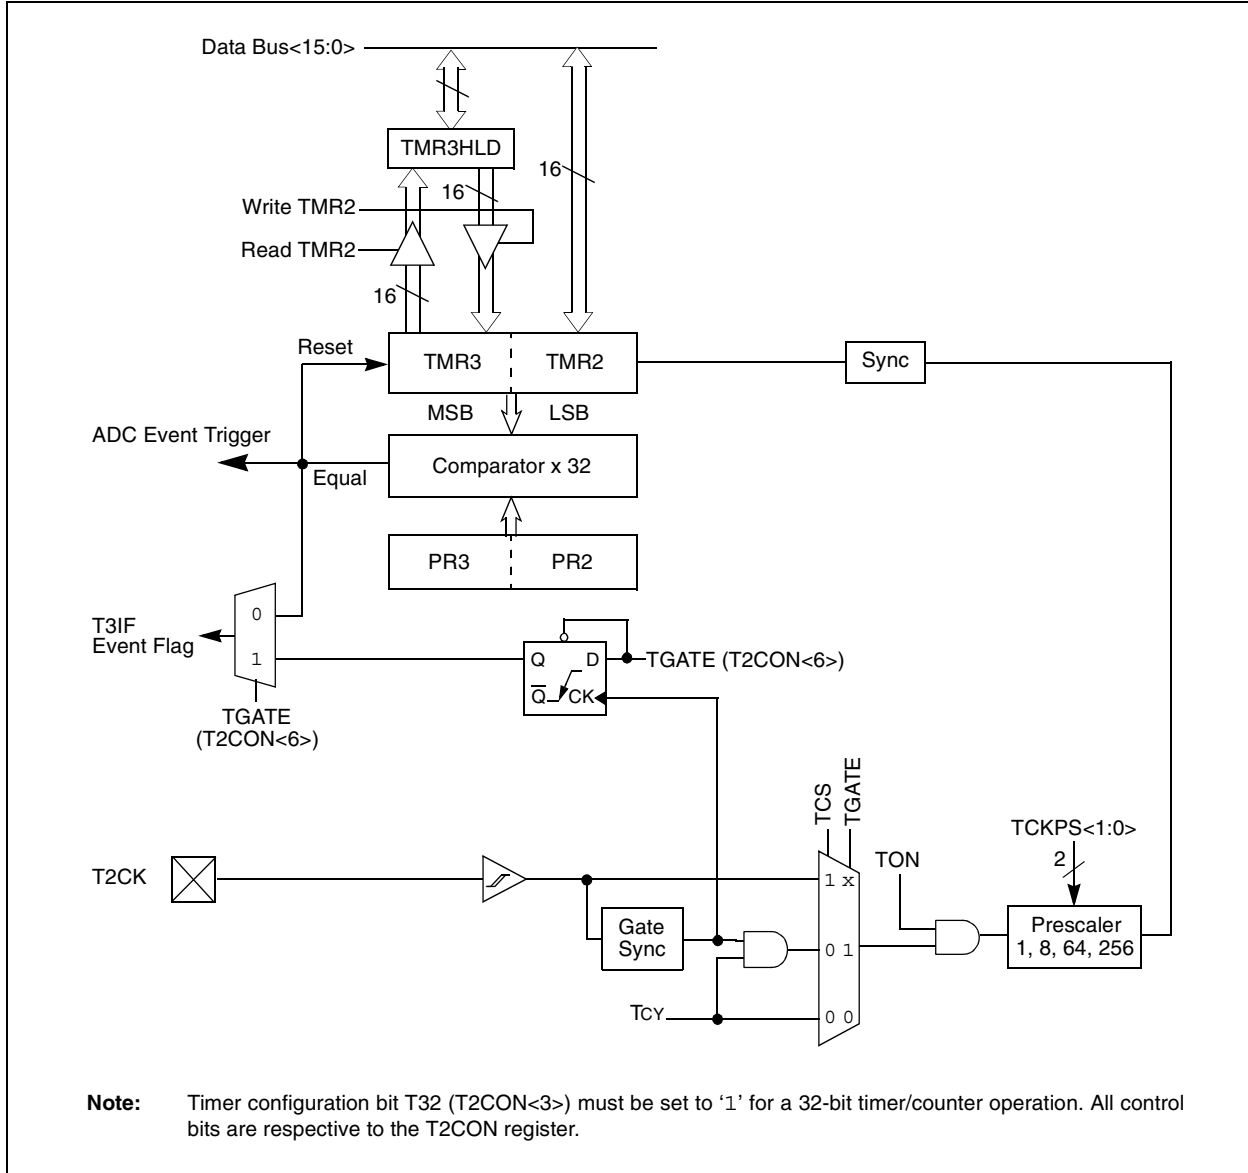 Data Bus<15:0>
TMR3HLD
16
16
Write TMR2
Read TMR2
16
Reset
TMR3
TMR2
Sync
MSB
LSB
ADC Event Trigger
Equal
Comparator x 32
PR3
PR2
0
1
T3IF
Event Flag
Q
D
Q
CK
TGATE (T2CON<6>)
TGATE
(T2CON<6>)
TCS
TGATE
TCKPS<1:0>
2
TON
T2CK
1 x
Gate
Sync
0 1
Prescaler
1, 8, 64, 256
TCY
0 0
Note: Timer configuration bit T32 (T2CON<3>) must be set to ‘1’ for a 32-bit timer/counter operation. All control
bits are respective to the T2CON register.